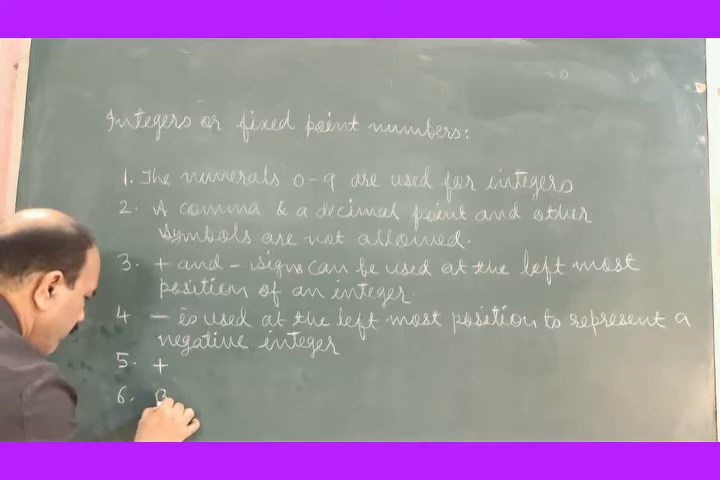 Integers or fixed point numbers:
1. The numerals 0-9 are used for integers
2. A comma & a decimal point and other
symbols are not allowed.
3. + and - signs can be used at the left most
position of an integer.
4 - is used at the left most position to represent a
negative integer
5. +
6. B